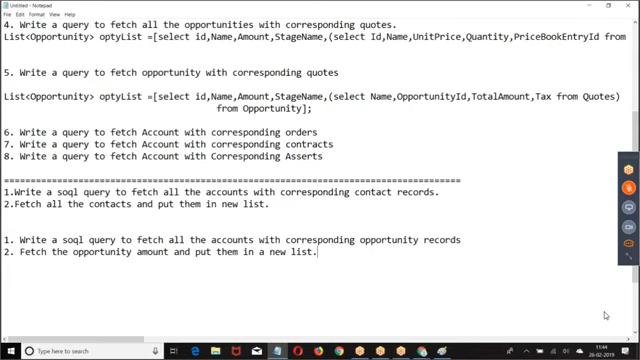 Untitled - Notepad
File Edit Format View Help
4. Write a query to fetch all the opportunities with corresponding quotes.
List<Opportunity> optyList =[select id,Name,Amount,StageName,(select Id,Name,UnitPrice,Quantity,PriceBookEntryId from
5. Write a query to fetch opportunity with corresponding quotes
List<Opportunity> optyList =[select id,Name,Amount,StageName,(select Name,OpportunityId,TotalAmount,Tax from Quotes)
from Opportunity];
6. Write a query to fetch Account with corresponding orders
7. Write a query to fetch Account with corresponding contracts
8. Write a query to fetch Account with Corresponding Asserts
=====================================================================================
1.Write a soql query to fetch all the accounts with corresponding contact records.
2.Fetch all the contacts and put them in new list.
1. Write a soql query to fetch all the accounts with corresponding opportunity records
2. Fetch the opportunity amount and put them in a new list.
Type here to search
11:44
26-02-2019